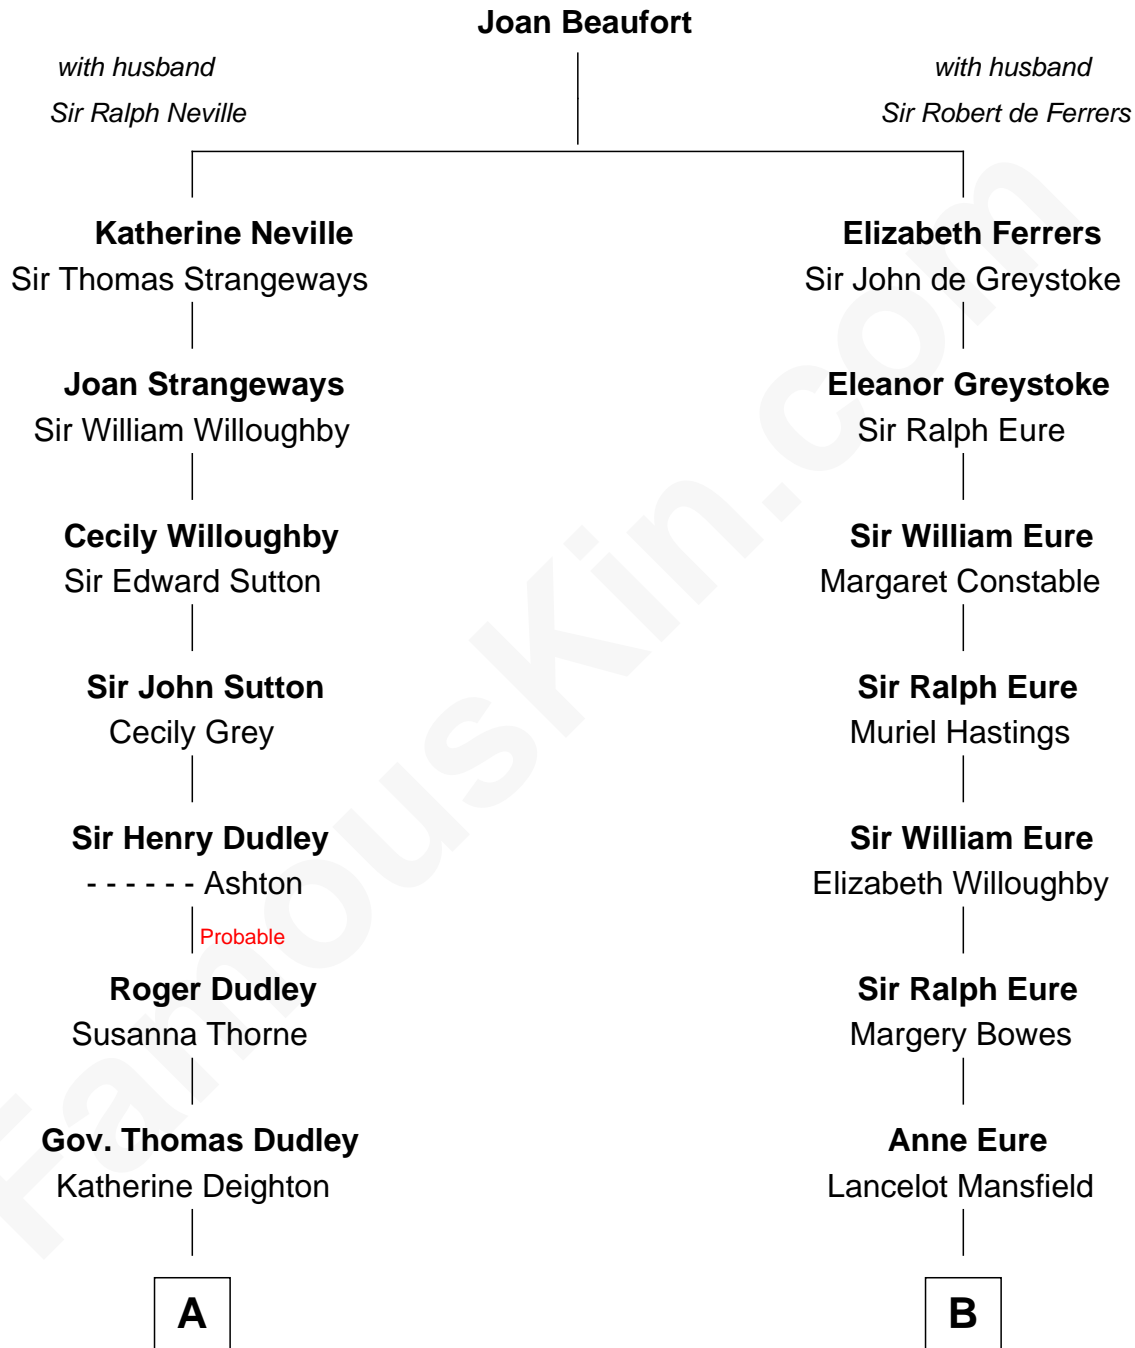 Joan Beaufort
with husband
Sir Ralph Neville
with husband
Sir Robert de Ferrers
Katherine Neville
Sir Thomas Strangeways
Elizabeth Ferrers
Sir John de Greystoke
Joan Strangeways
Sir William Willoughby
Eleanor Greystoke
Sir Ralph Eure
Cecily Willoughby
Sir Edward Sutton
Sir William Eure
Margaret Constable
Sir John Sutton
Cecily Grey
Sir Ralph Eure
Muriel Hastings
Sir Henry Dudley
- - - - - - Ashton
Probable
Sir William Eure
Elizabeth Willoughby
Roger Dudley
Susanna Thorne
Sir Ralph Eure
Margery Bowes
Gov. Thomas Dudley
Katherine Deighton
Anne Eure
Lancelot Mansfield
A
B
FamousKin.com